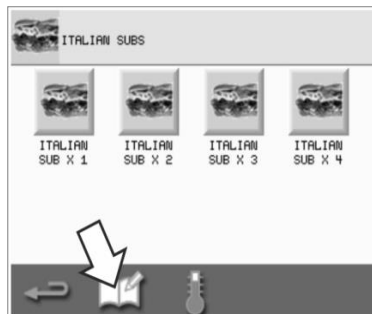 ITALIAN SUBS
ITALIAN
SUB X 1
ITALIAN
SUB X 2
ITALIAN
SUB X 3
ITALIAN
SUB X 4